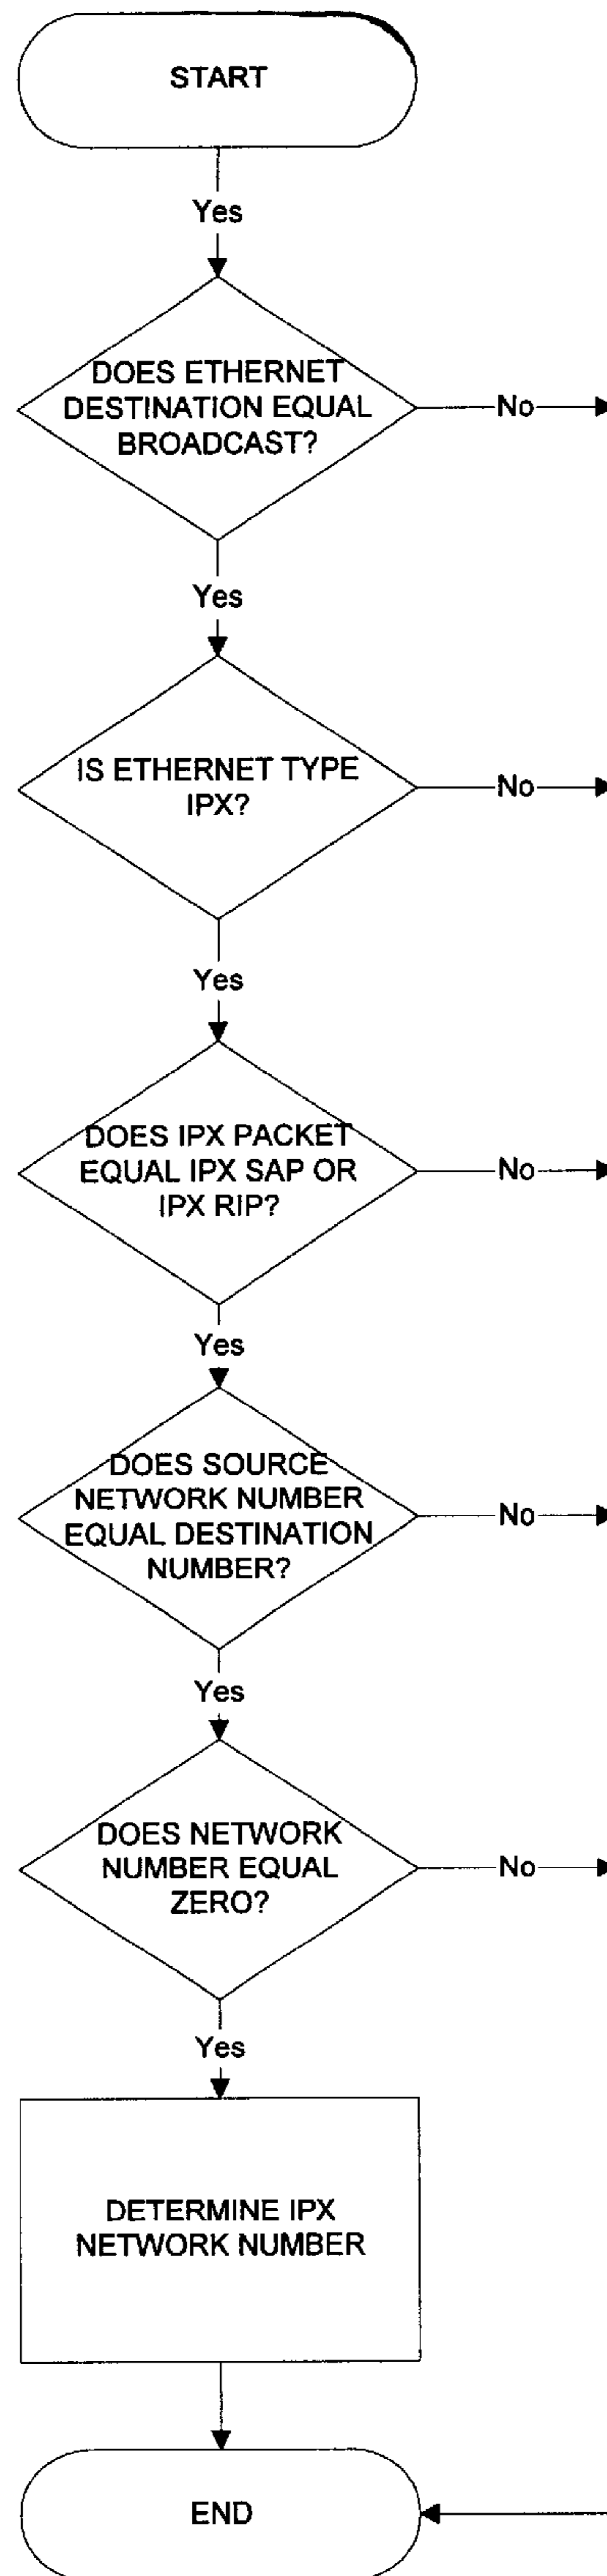 START
Yes
DOES ETHERNET
DESTINATION EQUAL
BROADCAST?
No
Yes
IS ETHERNET TYPE
IPX?
No
Yes
DOES IPX PACKET
EQUAL IPX SAP OR
IPX RIP?
No
Yes
DOES SOURCE
NETWORK NUMBER
EQUAL DESTINATION
NUMBER?
No
Yes
DOES NETWORK
NUMBER EQUAL
ZERO?
No
Yes
DETERMINE IPX
NETWORK NUMBER
END